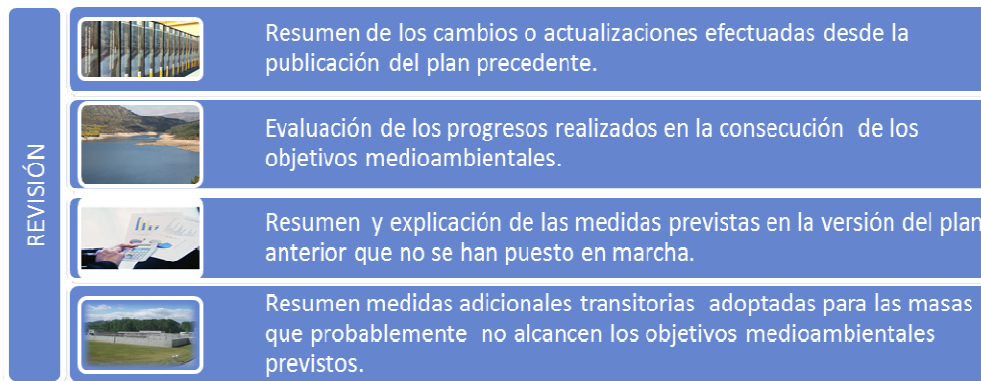 REVISIÓN
Resumen de los cambios o actualizaciones efectuadas desde la
publicación del plan precedente.
Evaluación de los progresos realizados en la consecución de los
objetivos medioambientales.
Resumen y explicación de las medidas previstas en la versión del plan
anterior que no se han puesto en marcha.
Resumen medidas adicionales transitorias adoptadas para las masas
que probablemente no alcancen los objetivos medioambientales
previstos.